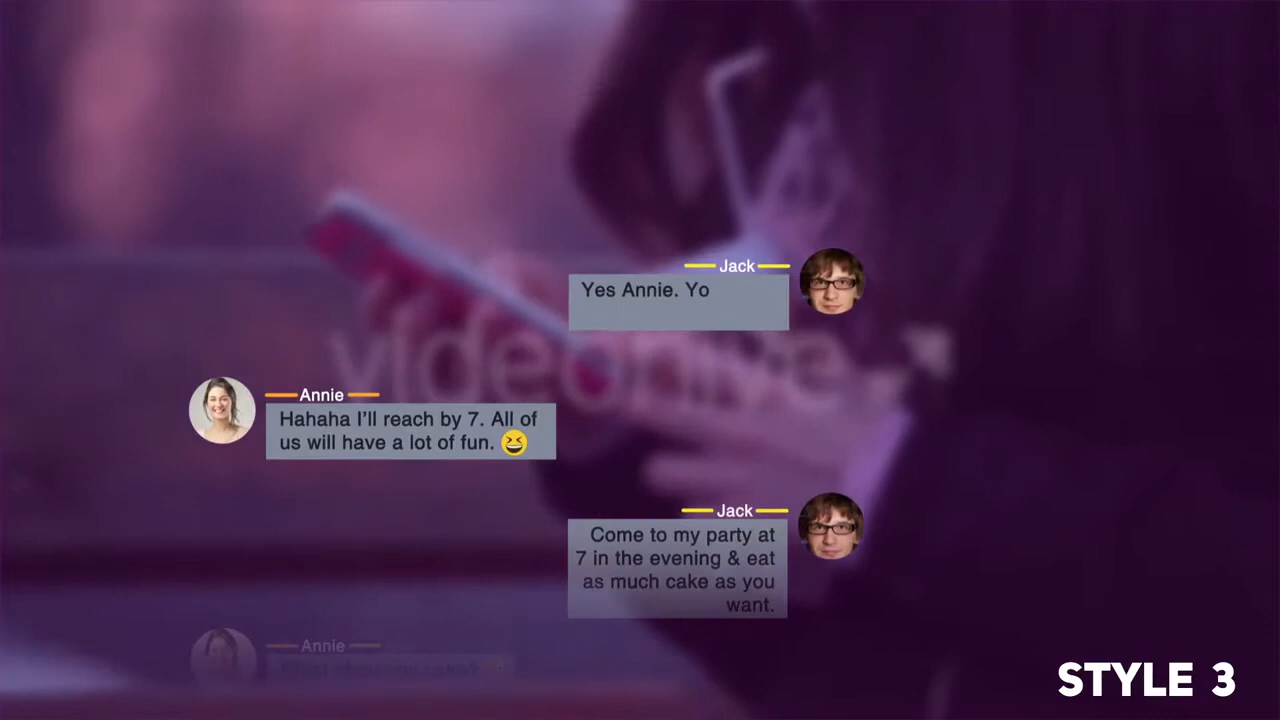 Jack
Yes Annie. Yo
videohive
Annie
Hahaha I'll reach by 7. All of
us will have a lot of fun. 😆
Jack
Come to my party at
7 in the evening & eat
as much cake as you
want.
Annie
STYLE 3